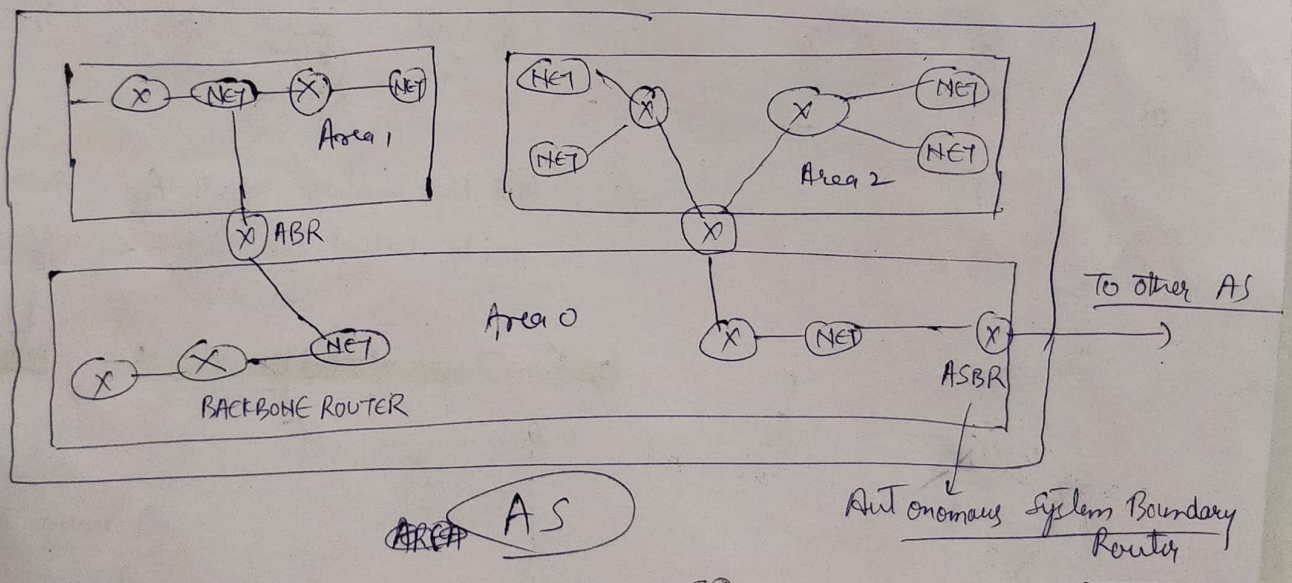 X NET X NET
Area 1
NET X X NET
NET NET
Area 2
X ABR
X
Area 0
To other AS
X X NET
X NET X
BACKBONE ROUTER
ASBR
AS
AREA
Autonomous System Boundary
Router